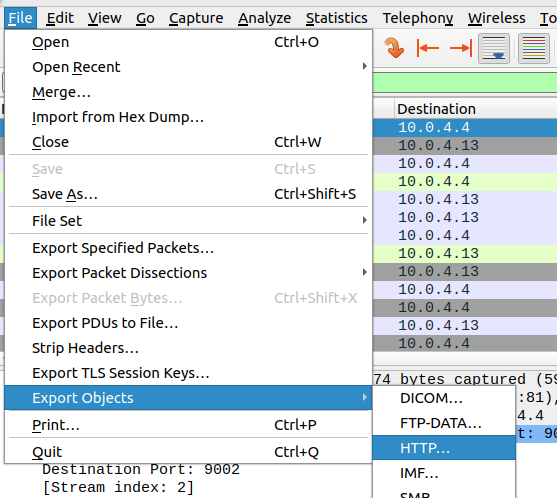 File Edit View Go Capture Analyze Statistics Telephony Wireless To
Open Ctrl+O
Open Recent
Merge…
Import from Hex Dump…
Close Ctrl+W
Save Ctrl+S
Save As… Ctrl+Shift+S
File Set
Export Specified Packets…
Export Packet Dissections
Export Packet Bytes… Ctrl+Shift+X
Export PDUs to File…
Strip Headers…
Export TLS Session Keys…
Export Objects
Print… Ctrl+P
Quit Ctrl+Q
Destination
10.0.4.4
10.0.4.13
10.0.4.4
10.0.4.4
10.0.4.13
10.0.4.13
10.0.4.4
10.0.4.13
10.0.4.13
10.0.4.4
10.0.4.4
10.0.4.13
10.0.4.4
74 bytes captured (59
:81),
4.4
t: 90
DICOM…
FTP-DATA…
HTTP…
IMF…
SMB
Destination Port: 9002
[Stream index: 2]